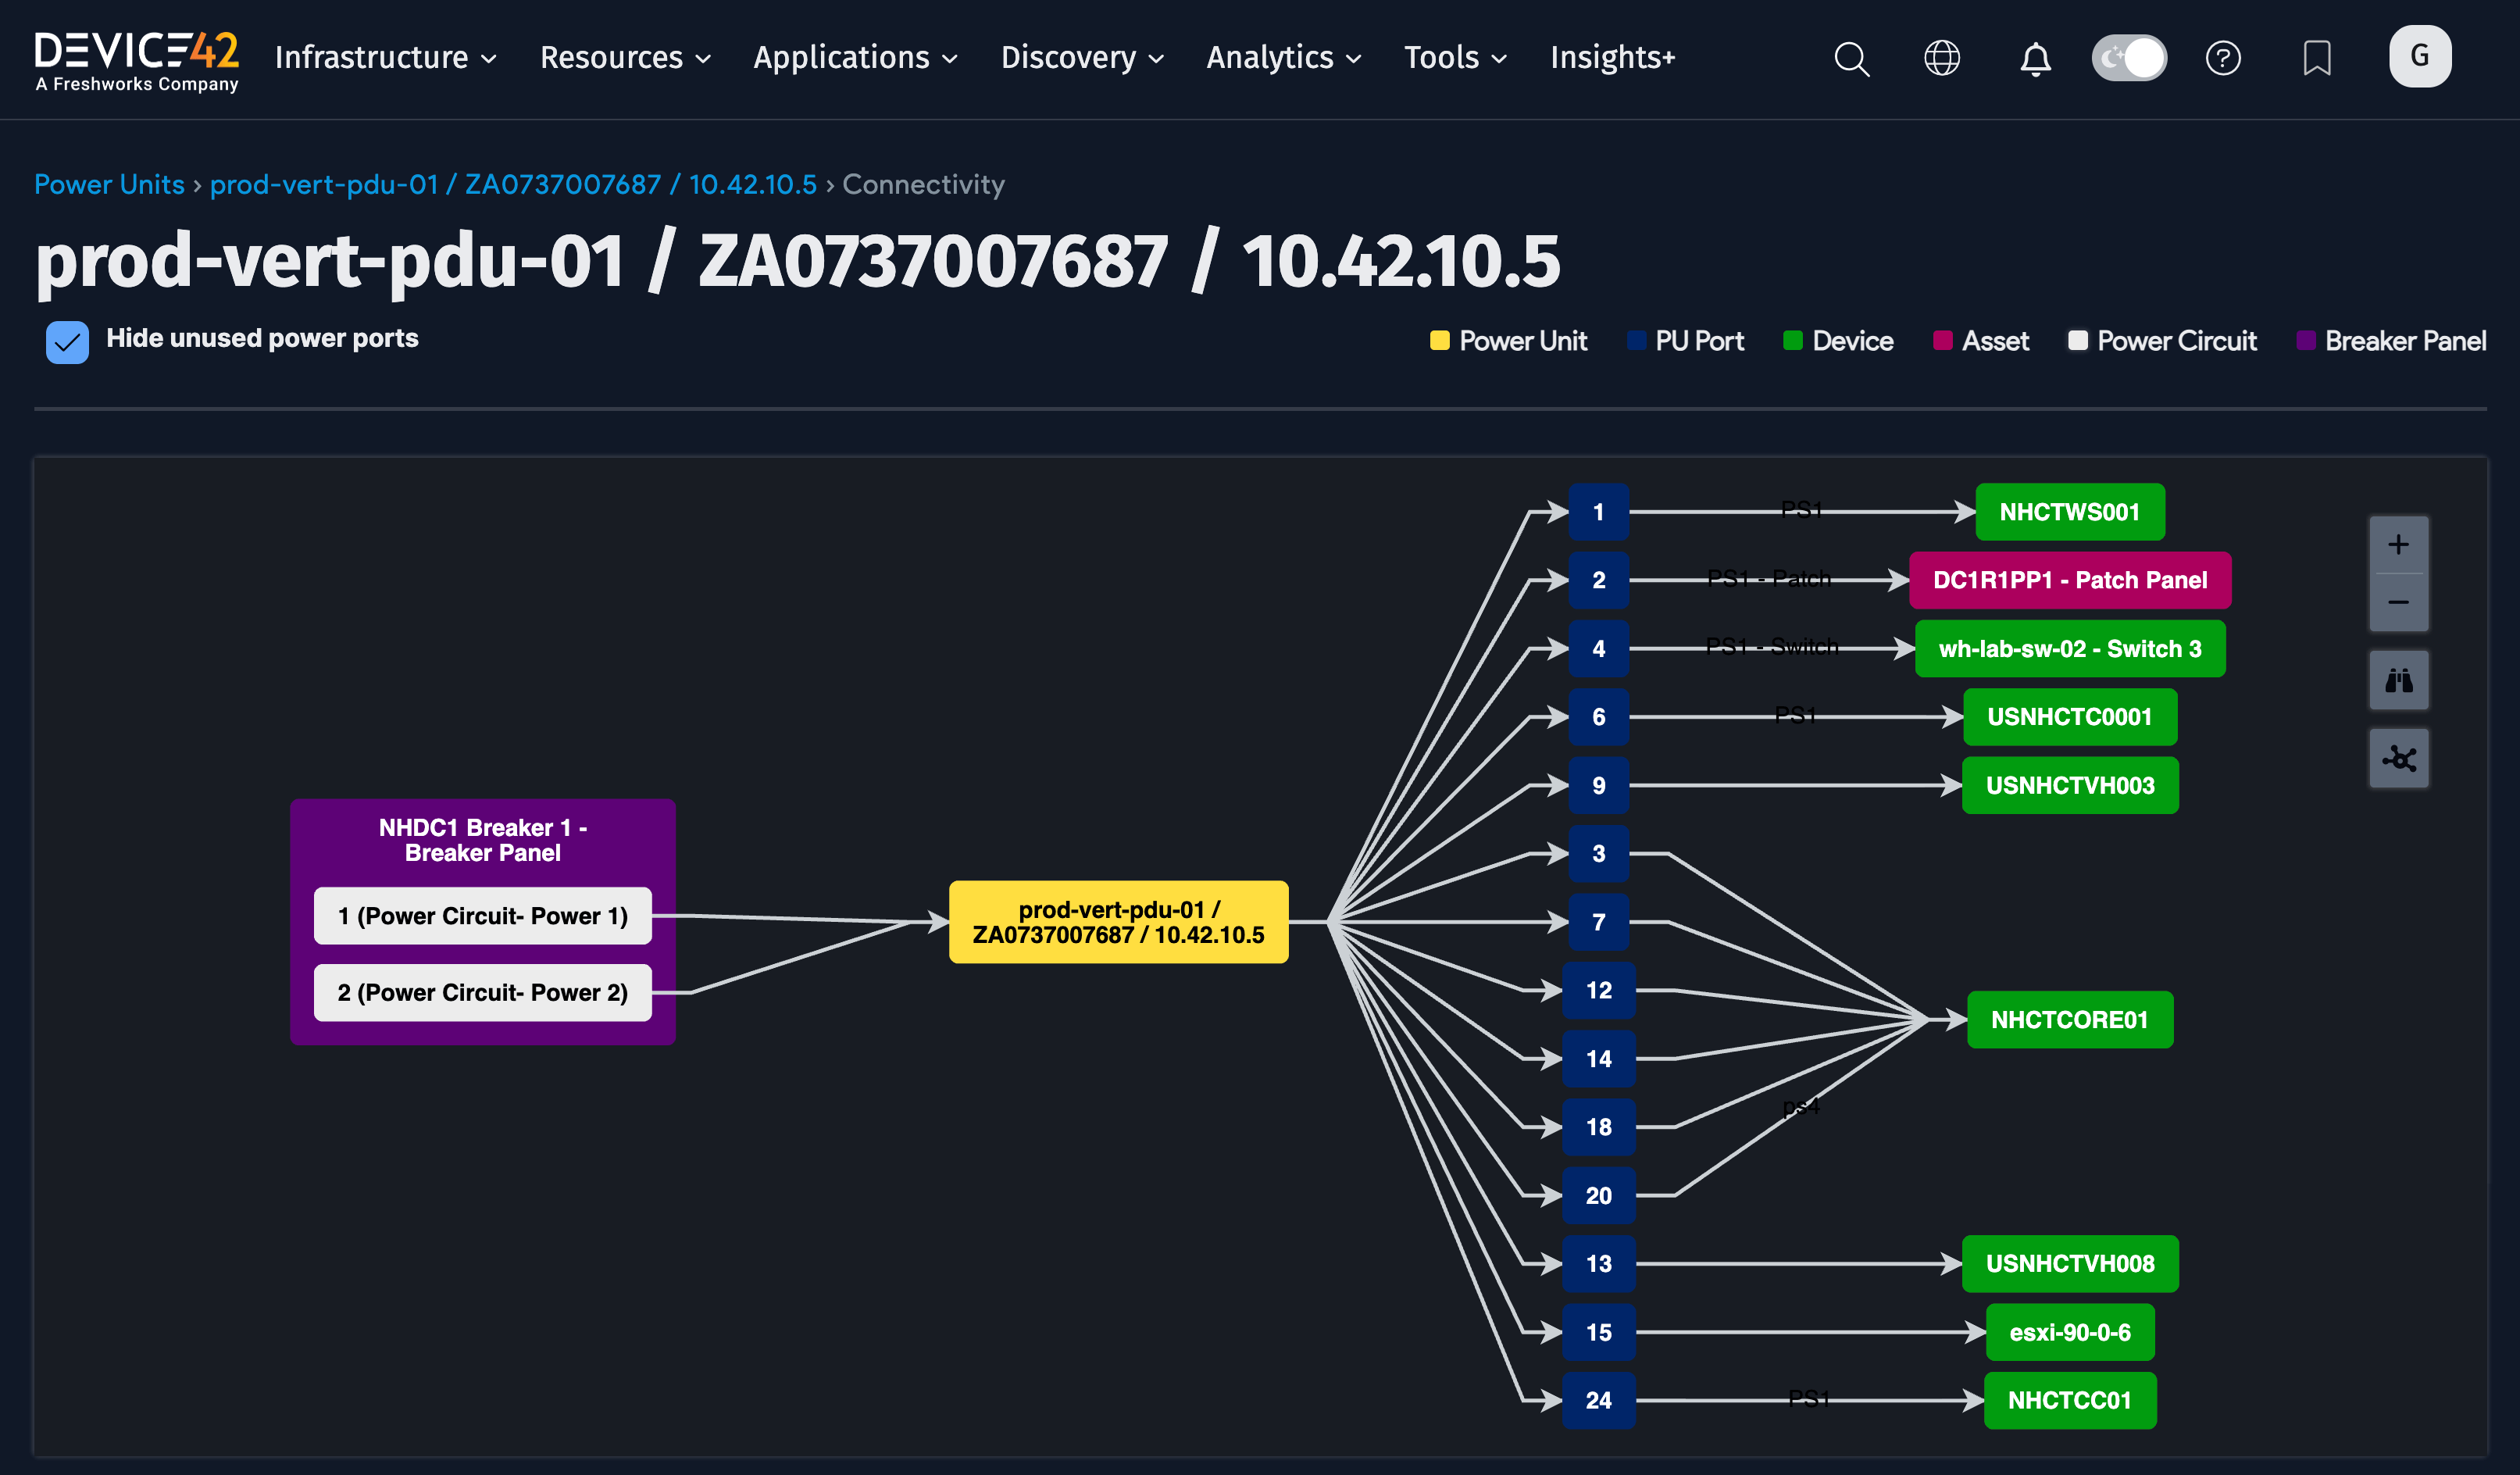 DEVICE42
A Freshworks Company
Infrastructure
Resources
Applications
Discovery
Analytics
Tools
Insights+
G
Power Units › prod-vert-pdu-01 / ZA0737007687 / 10.42.10.5 › Connectivity
prod-vert-pdu-01 / ZA0737007687 / 10.42.10.5
Hide unused power ports
Power Unit
PU Port
Device
Asset
Power Circuit
Breaker Panel
NHDC1 Breaker 1 -
Breaker Panel
1 (Power Circuit- Power 1)
2 (Power Circuit- Power 2)
prod-vert-pdu-01 /
ZA0737007687 / 10.42.10.5
1
PS1
NHCTWS001
2
PS1 - Patch
DC1R1PP1 - Patch Panel
4
PS1 - Switch
wh-lab-sw-02 - Switch 3
6
PS1
USNHCTC0001
9
USNHCTVH003
3
7
12
14
18
20
ps4
NHCTCORE01
13
USNHCTVH008
15
esxi-90-0-6
24
PS1
NHCTCC01